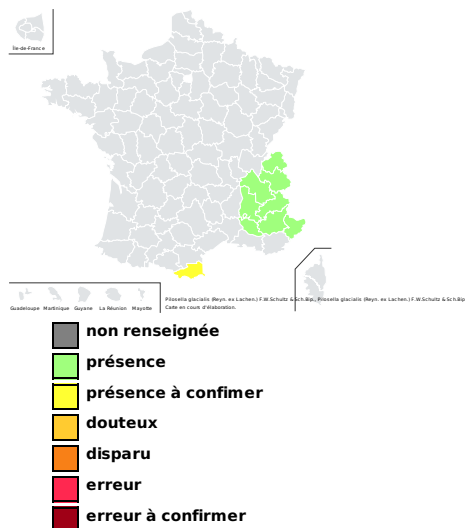 Île-de-France
Guadeloupe Martinique Guyane La Réunion Mayotte
Pilosella glacialis (Reyn. ex Lachen.) F.W.Schultz & Sch.Bip., Pilosella glacialis (Reyn. ex Lachen.) F.W.Schultz & Sch.Bip
Carte en cours d'élaboration.
non renseignée
présence
présence à confimer
douteux
disparu
erreur
erreur à confirmer